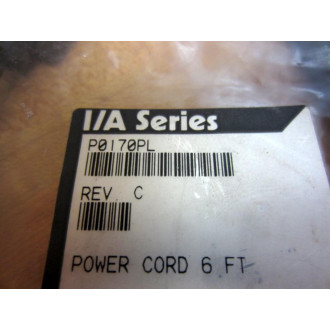 I/A Series
P0170PL
REV. C
POWER CORD 6 FT